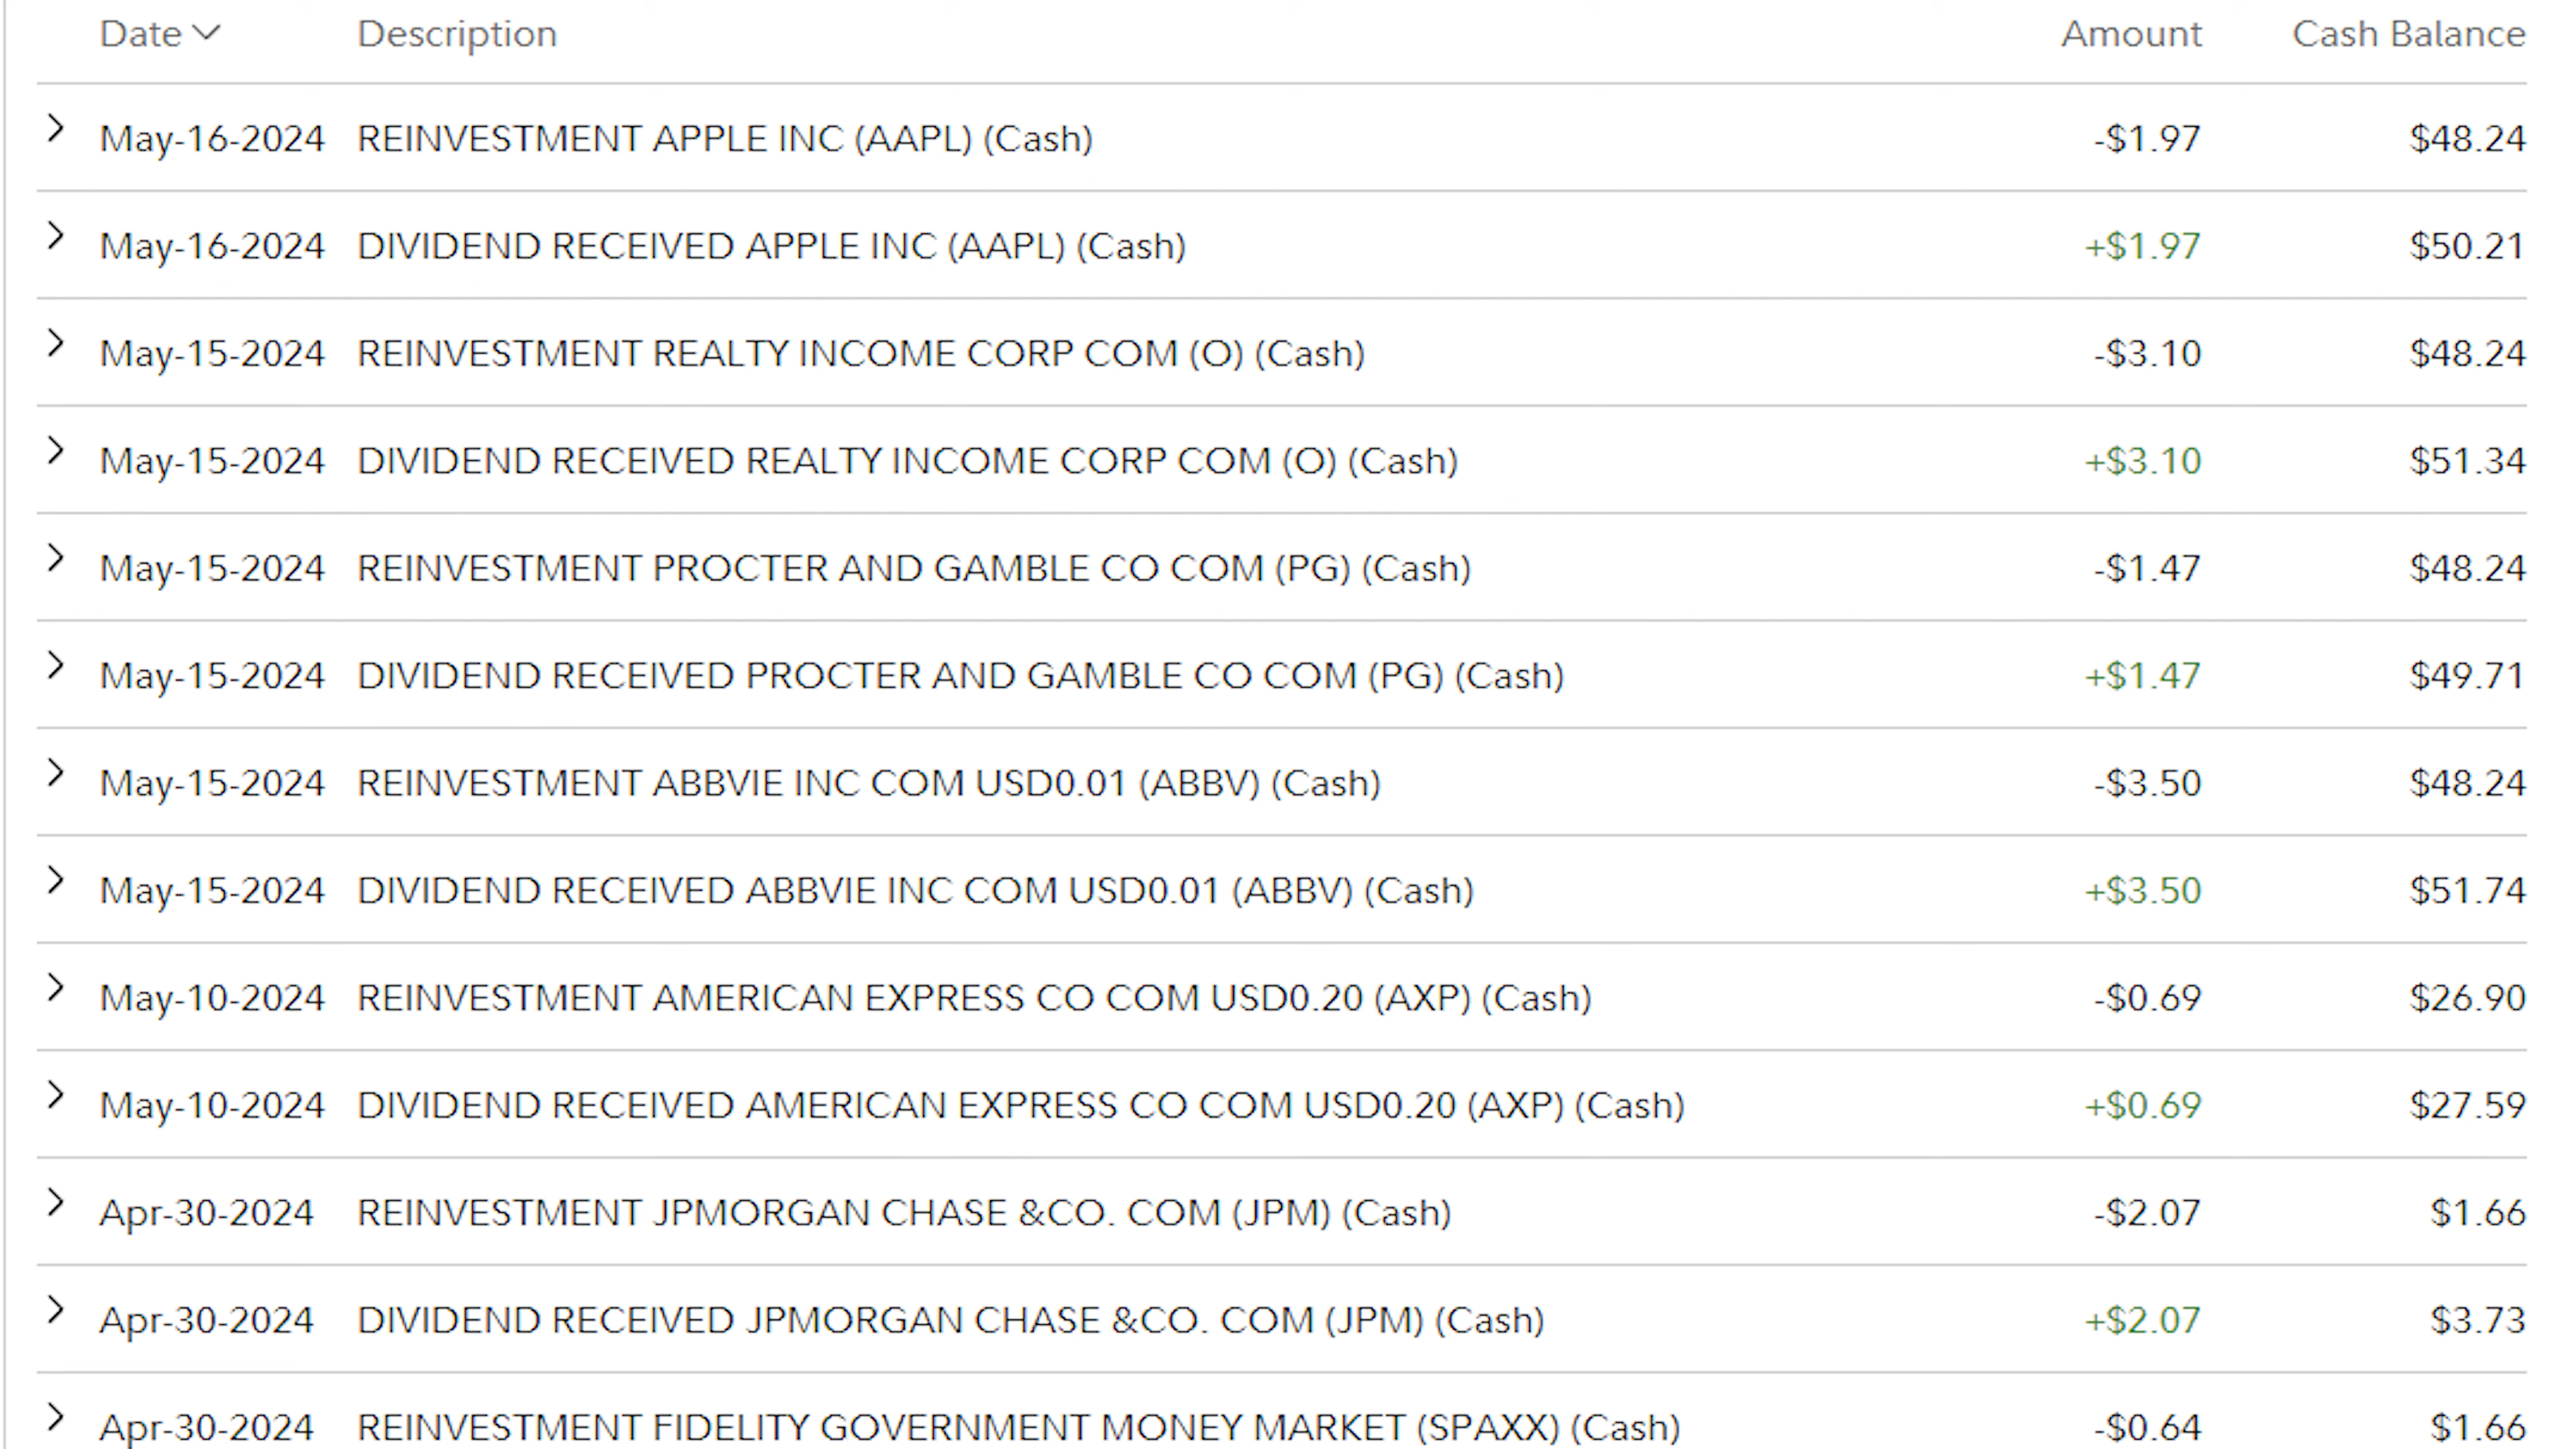 Date Description Amount Cash Balance
May-16-2024 REINVESTMENT APPLE INC (AAPL) (Cash) -$1.97 $48.24
May-16-2024 DIVIDEND RECEIVED APPLE INC (AAPL) (Cash) +$1.97 $50.21
May-15-2024 REINVESTMENT REALTY INCOME CORP COM (O) (Cash) -$3.10 $48.24
May-15-2024 DIVIDEND RECEIVED REALTY INCOME CORP COM (O) (Cash) +$3.10 $51.34
May-15-2024 REINVESTMENT PROCTER AND GAMBLE CO COM (PG) (Cash) -$1.47 $48.24
May-15-2024 DIVIDEND RECEIVED PROCTER AND GAMBLE CO COM (PG) (Cash) +$1.47 $49.71
May-15-2024 REINVESTMENT ABBVIE INC COM USD0.01 (ABBV) (Cash) -$3.50 $48.24
May-15-2024 DIVIDEND RECEIVED ABBVIE INC COM USD0.01 (ABBV) (Cash) +$3.50 $51.74
May-10-2024 REINVESTMENT AMERICAN EXPRESS CO COM USD0.20 (AXP) (Cash) -$0.69 $26.90
May-10-2024 DIVIDEND RECEIVED AMERICAN EXPRESS CO COM USD0.20 (AXP) (Cash) +$0.69 $27.59
Apr-30-2024 REINVESTMENT JPMORGAN CHASE &CO. COM (JPM) (Cash) -$2.07 $1.66
Apr-30-2024 DIVIDEND RECEIVED JPMORGAN CHASE &CO. COM (JPM) (Cash) +$2.07 $3.73
Apr-30-2024 REINVESTMENT FIDELITY GOVERNMENT MONEY MARKET (SPAXX) (Cash) -$0.64 $1.66